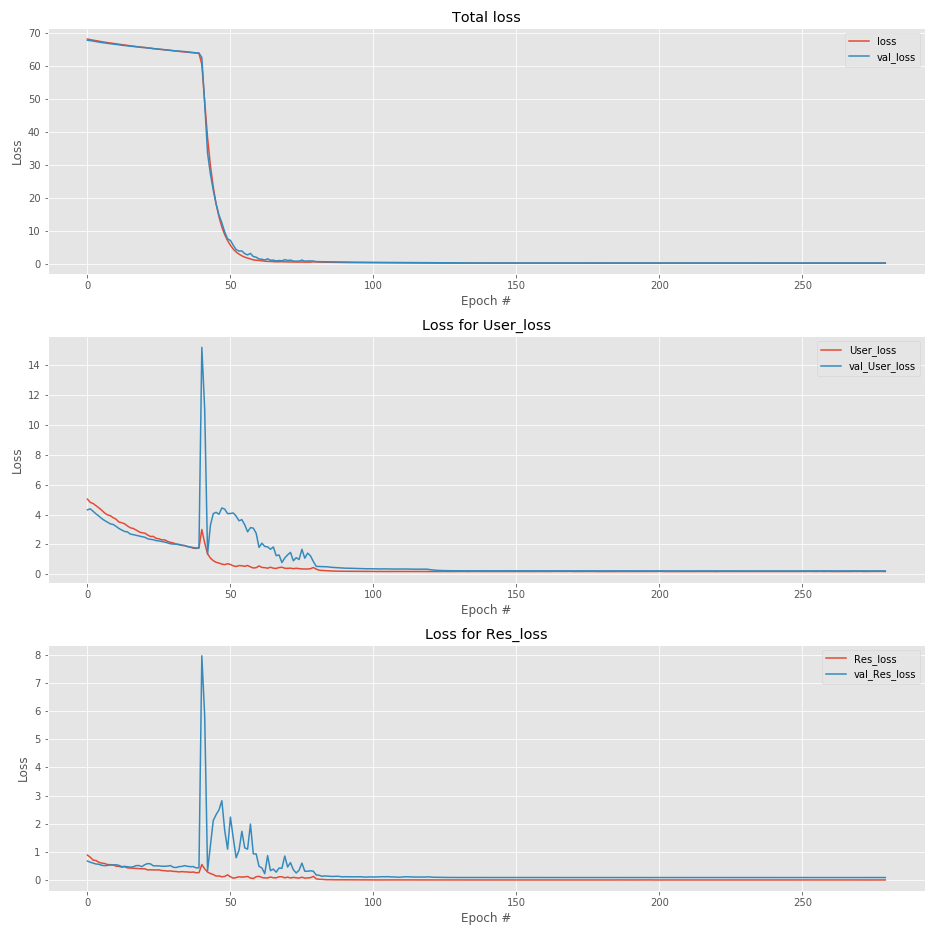 Total loss
70
60
50
40
30
20
10
0
Loss
loss
val_loss
0 50 100 150 200 250
Epoch #
Loss for User_loss
14
12
10
8
6
4
2
0
Loss
User_loss
val_User_loss
0 50 100 150 200 250
Epoch #
Loss for Res_loss
8
7
6
5
4
3
2
1
0
Loss
Res_loss
val_Res_loss
0 50 100 150 200 250
Epoch #